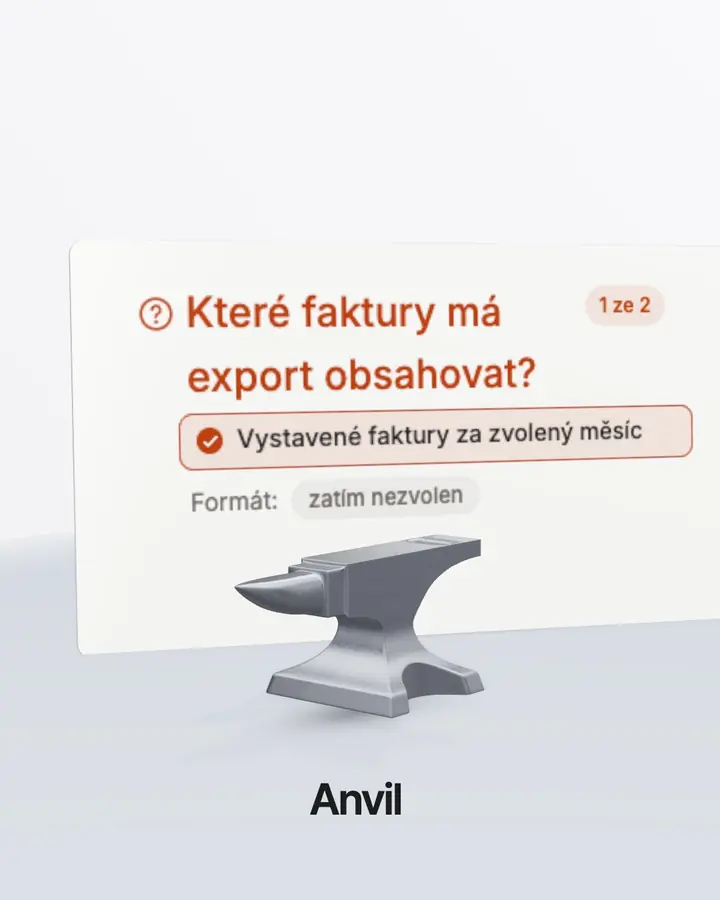 Které faktury má
1 ze 2
export obsahovat?
Vystavené faktury za zvolený měsíc
Formát: zatím nezvolen
Anvil